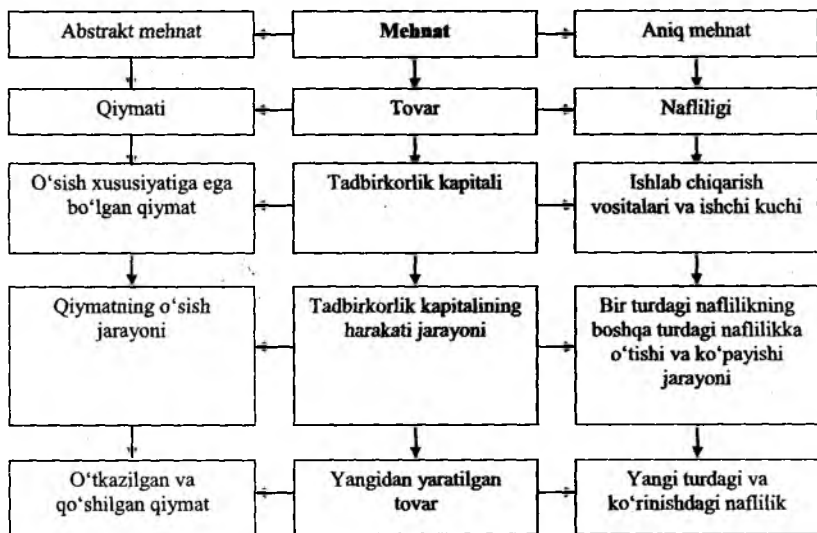 Abstrakt mehnat
Mehnat
Aniq mehnat
Qiymati
Tovar
Nafliligi
O‘sish xususiyatiga ega
bo‘lgan qiymat
Tadbirkorlik kapitali
Ishlab chiqarish
vositalari va ishchi kuchi
Qiymatning o‘sish
jarayoni
Tadbirkorlik kapitalining
harakati jarayoni
Bir turdagi naflilikning
boshqa turdagi naflilikka
o‘tishi va ko‘payishi
jarayoni
O‘tkazilgan va
qo‘shilgan qiymat
Yangidan yaratilgan
tovar
Yangi turdagi va
ko‘rinishdagi naflilik